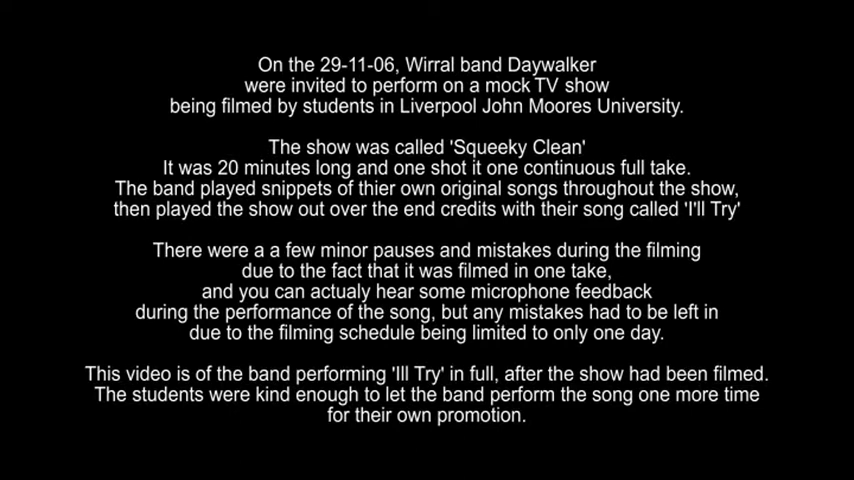 On the 29-11-06, Wirral band Daywalker
were invited to perform on a mock TV show
being filmed by students in Liverpool John Moores University.
The show was called 'Squeeky Clean'
It was 20 minutes long and one shot it one continuous full take.
The band played snippets of thier own original songs throughout the show,
then played the show out over the end credits with their song called 'I'll Try'
There were a a few minor pauses and mistakes during the filming
due to the fact that it was filmed in one take,
and you can actualy hear some microphone feedback
during the performance of the song, but any mistakes had to be left in
due to the filming schedule being limited to only one day.
This video is of the band performing 'Ill Try' in full, after the show had been filmed.
The students were kind enough to let the band perform the song one more time
for their own promotion.